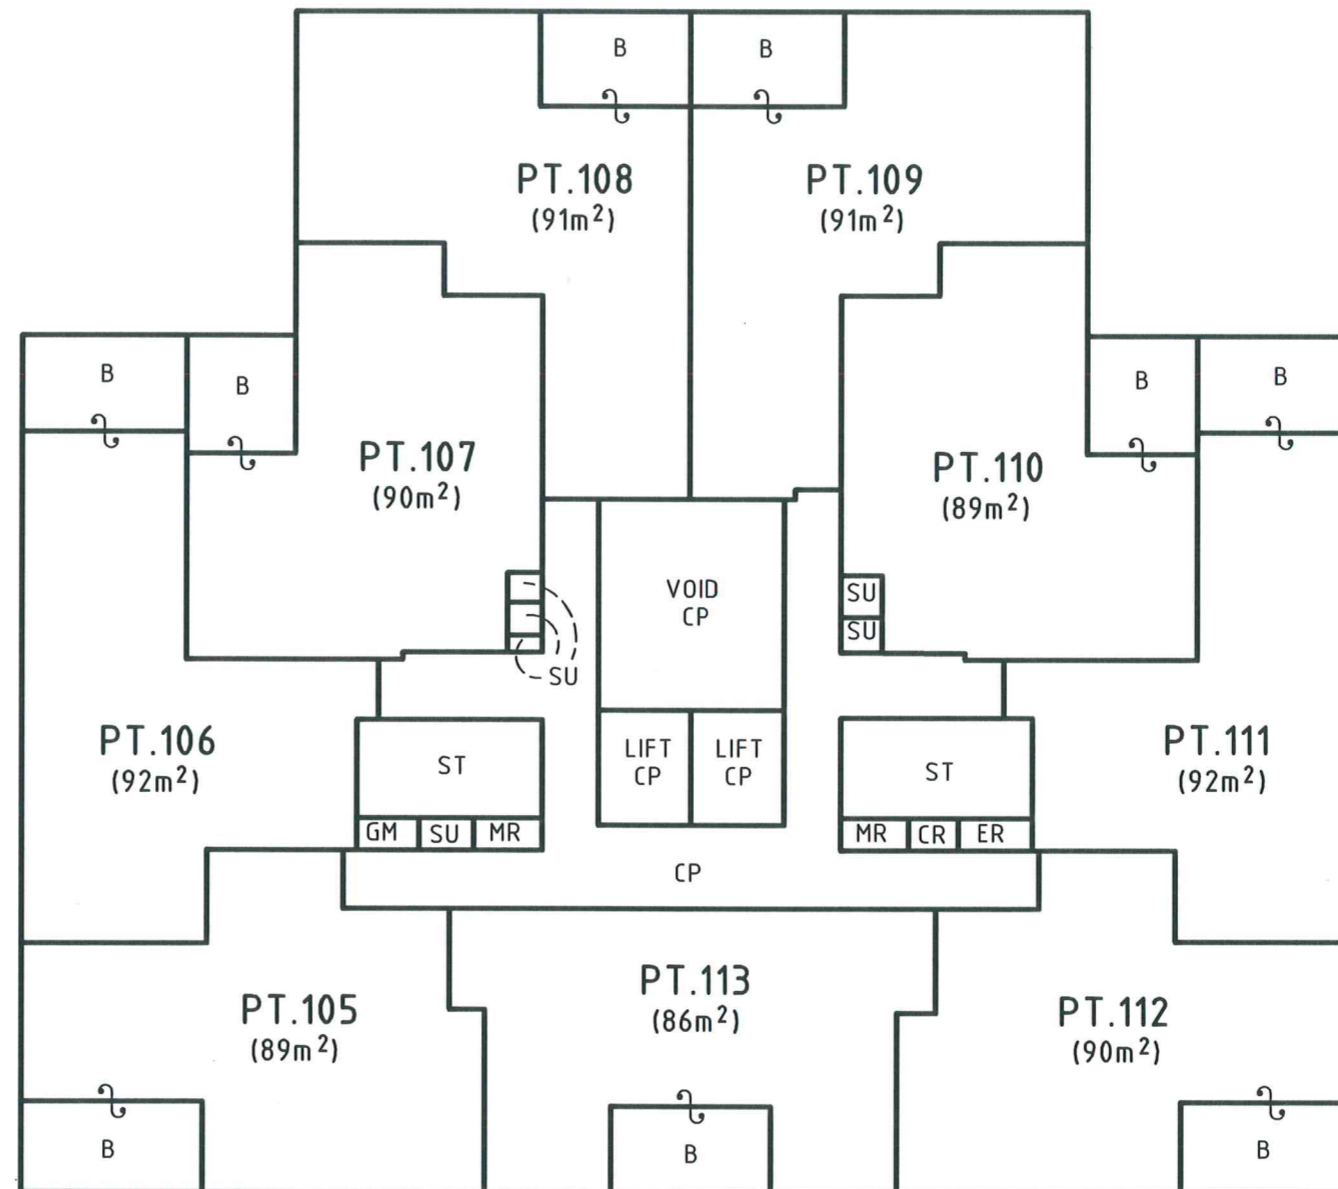 B
B
PT.108
(91m²)
PT.109
(91m²)
B
B
B
B
PT.107
(90m²)
PT.110
(89m²)
VOID
CP
SU
SU
SU
PT.106
(92m²)
PT.111
(92m²)
ST
LIFT
CP
LIFT
CP
ST
GM
SU
MR
MR
CR
ER
CP
PT.105
(89m²)
PT.113
(86m²)
PT.112
(90m²)
B
B
B